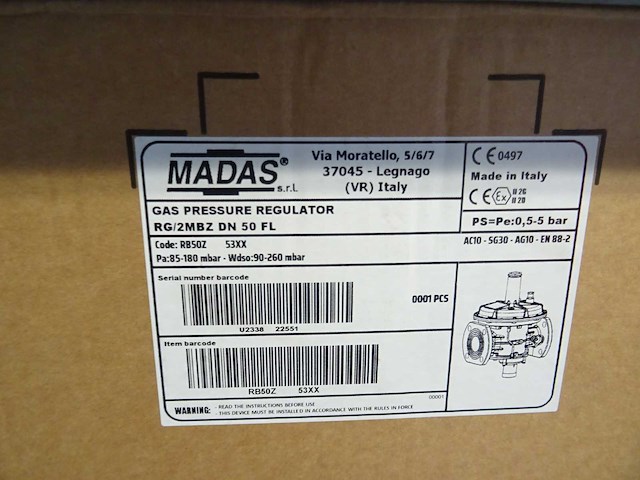 MADAS®
s.r.l.
Via Moratello, 5/6/7
37045 - Legnago
(VR) Italy
CE 0497
Made in Italy
CE Ex II 2G
II 2D
GAS PRESSURE REGULATOR
RG/2MBZ DN 50 FL
PS=Pe:0,5-5 bar
Code: RB50Z 53XX
Pa:85-180 mbar - Wdso:90-260 mbar
AC10 - SG30 - AG10 - EN 88-2
Serial number barcode
0001 PCS
U2338 22551
Item barcode
RB50Z 53XX
00001
WARNING: - READ THE INSTRUCTIONS BEFORE USE
- THIS DEVICE MUST BE INSTALLED IN ACCORDANCE WITH THE RULES IN FORCE